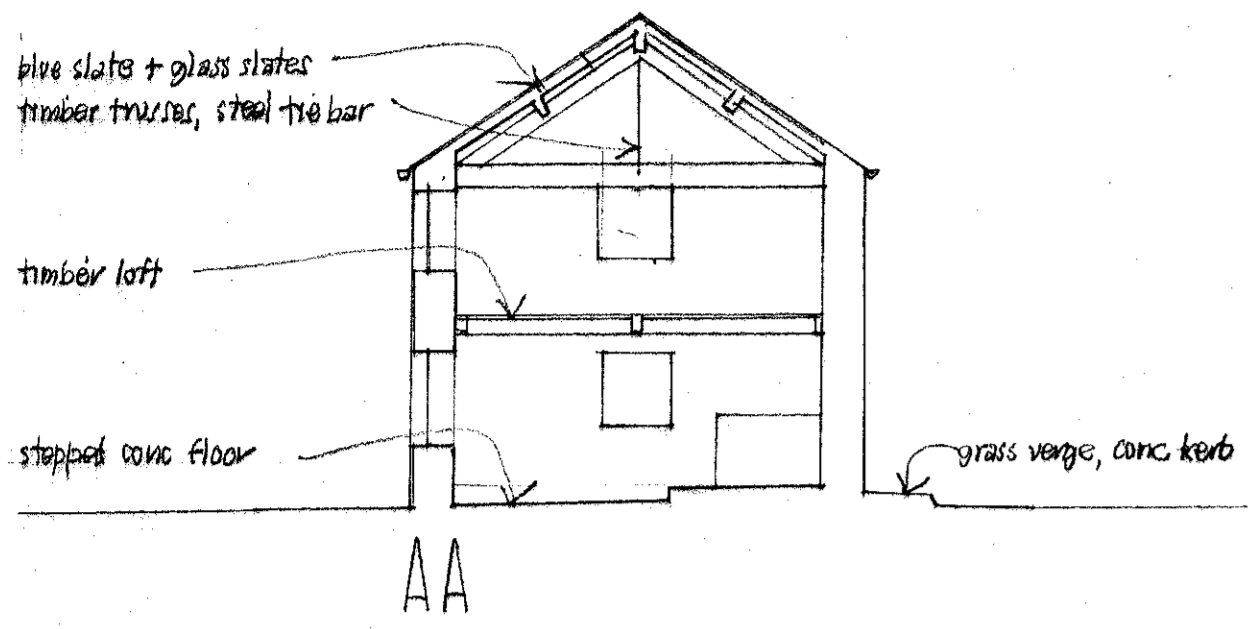 blue slate + glass slates
timber trusses, steel tie bar
timber loft
stepped conc floor
grass verge, conc kerb
AA